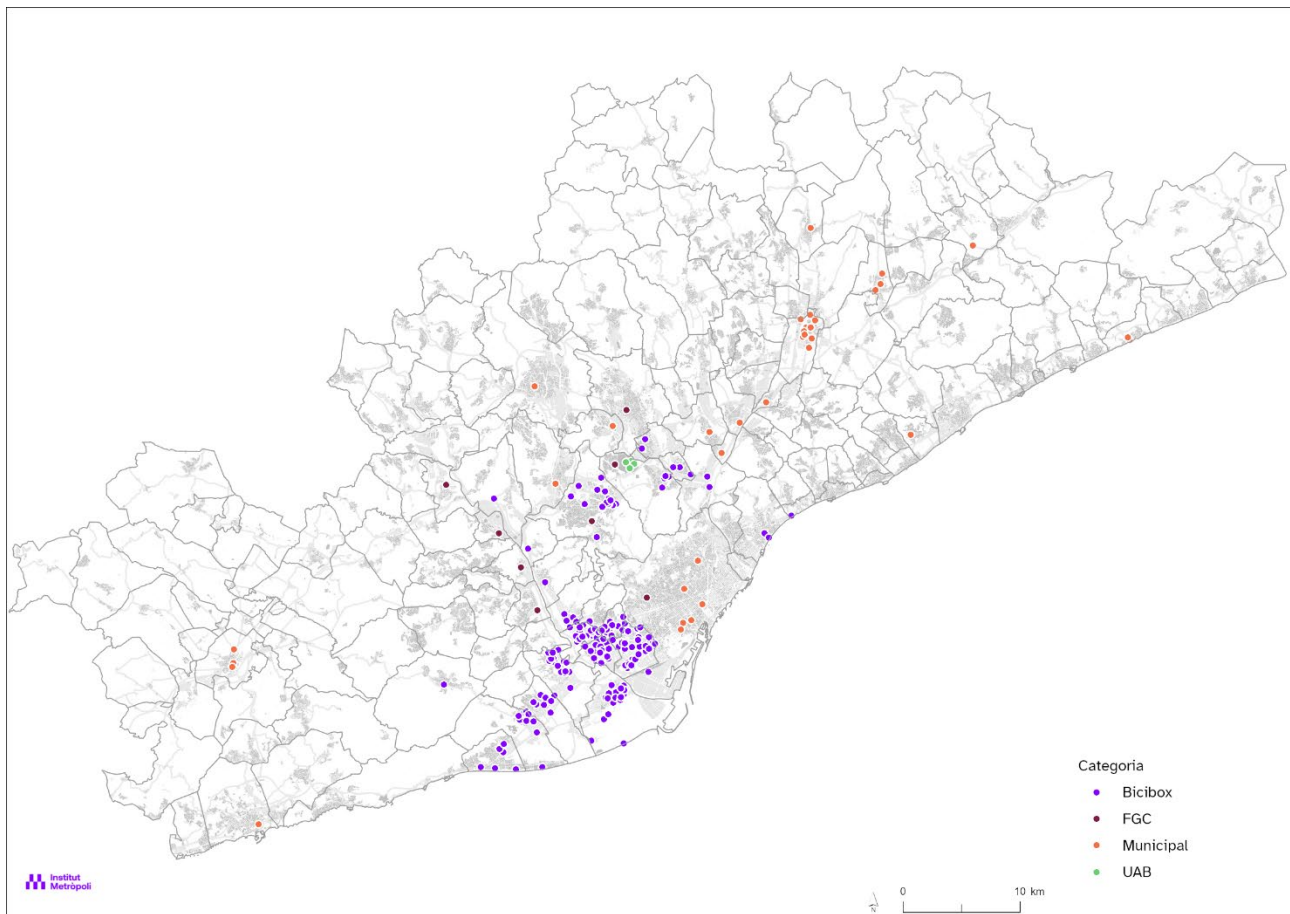 Categoria
Bicibox
FGC
Municipal
UAB
Institut
Metròpoli
N
0
10 km